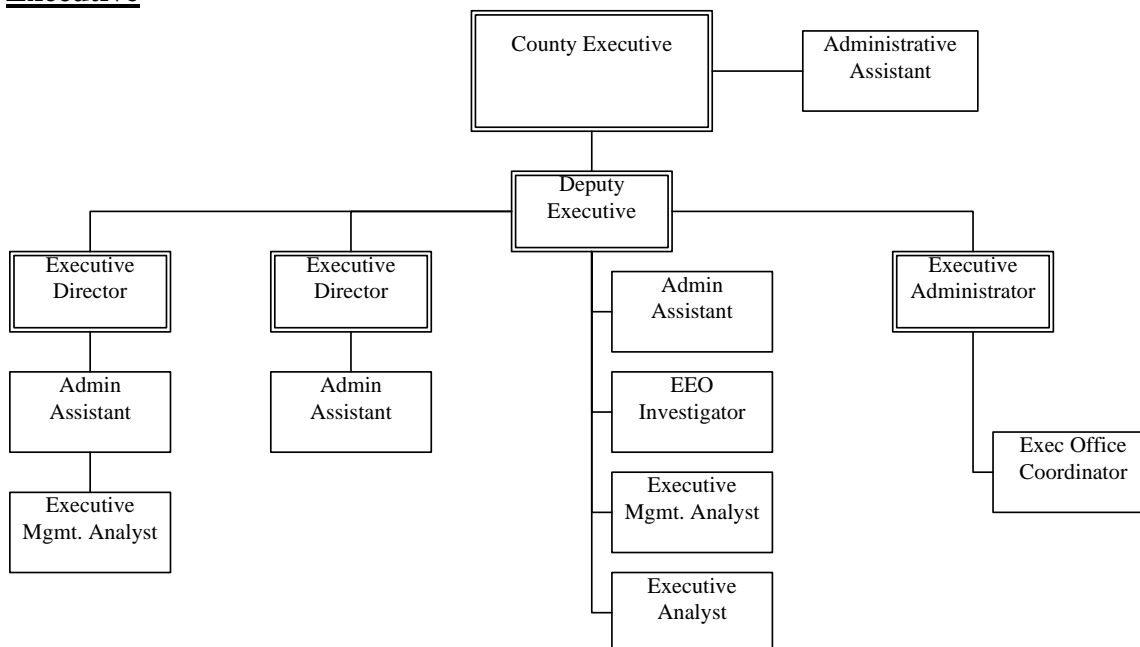 Executive
County Executive
Administrative
Assistant
Deputy
Executive
Executive
Director
Executive
Director
Executive
Administrator
Admin
Assistant
Admin
Assistant
Admin
Assistant
EEO
Investigator
Exec Office
Coordinator
Executive
Mgmt. Analyst
Executive
Mgmt. Analyst
Executive
Analyst